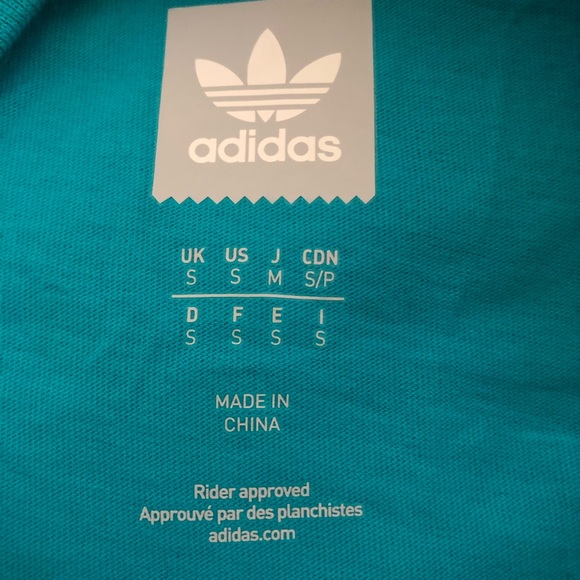 adidas
UK US J CDN
S S M S/P
D F E I
S S S S
MADE IN
CHINA
Rider approved
Approuvé par des planchistes
adidas.com